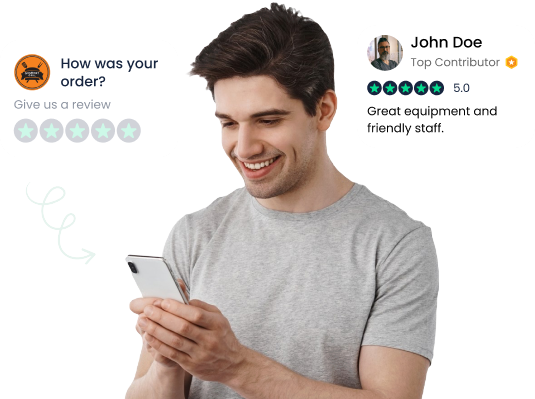 How was your
order?
Give us a review
John Doe
Top Contributor
5.0
Great equipment and
friendly staff.